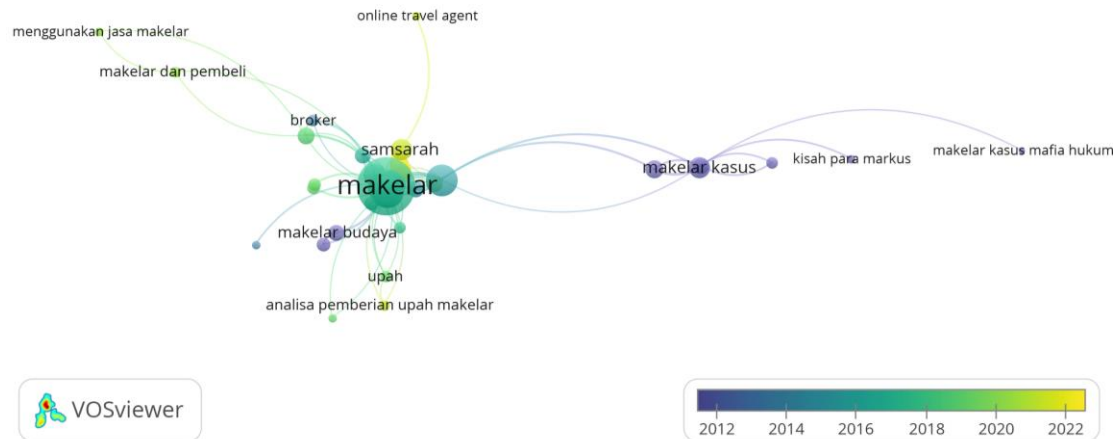 online travel agent
menggunakan jasa makelar
makelar dan pembeli
broker
samsarah
makelar kasus mafia hukum
kisah para markus
makelar kasus
makelar
makelar budaya
upah
analisa pemberian upah makelar
VOSviewer
2012 2014 2016 2018 2020 2022